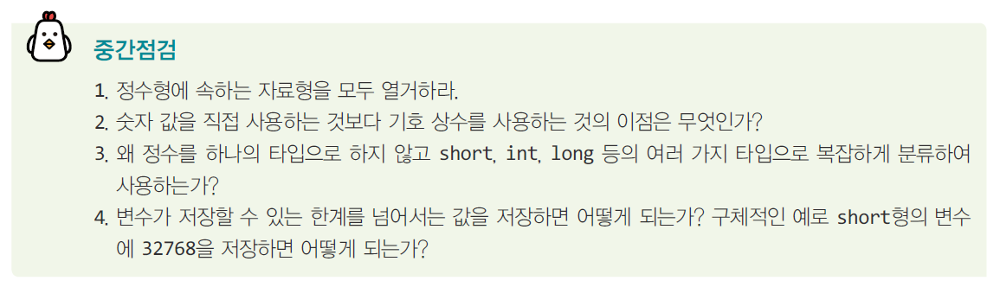 중간점검
1. 정수형에 속하는 자료형을 모두 열거하라.
2. 숫자 값을 직접 사용하는 것보다 기호 상수를 사용하는 것의 이점은 무엇인가?
3. 왜 정수를 하나의 타입으로 하지 않고 short, int, long 등의 여러 가지 타입으로 복잡하게 분류하여
사용하는가?
4. 변수가 저장할 수 있는 한계를 넘어서는 값을 저장하면 어떻게 되는가? 구체적인 예로 short형의 변수
에 32768을 저장하면 어떻게 되는가?